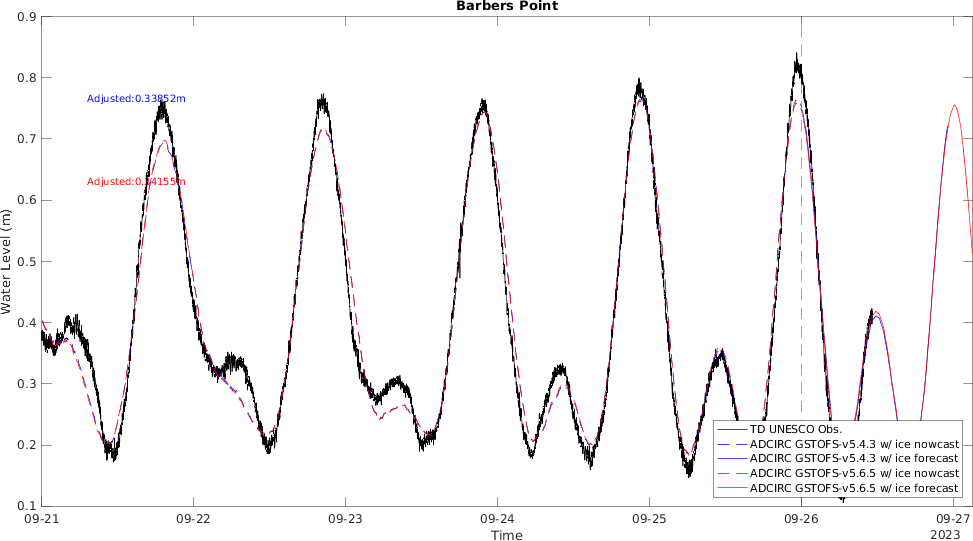 Barbers Point
0.9
0.8
0.7
0.6
0.5
0.4
0.3
0.2
0.1
Water Level (m)
Adjusted:0.33852m
Adjusted:0.34155m
TD UNESCO Obs.
ADCIRC GSTOFS-v5.4.3 w/ ice nowcast
ADCIRC GSTOFS-v5.4.3 w/ ice forecast
ADCIRC GSTOFS-v5.6.5 w/ ice nowcast
ADCIRC GSTOFS-v5.6.5 w/ ice forecast
09-21 09-22 09-23 09-24 09-25 09-26 09-27
Time
2023